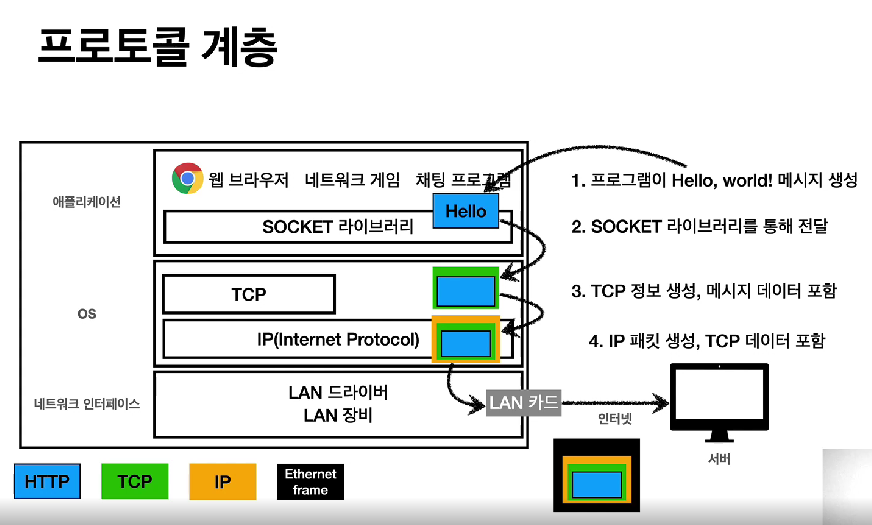 프로토콜 계층
애플리케이션
웹 브라우저 네트워크 게임 채팅 프로그램
Hello
SOCKET 라이브러리
OS
TCP
IP(Internet Protocol)
네트워크 인터페이스
LAN 드라이버
LAN 장비
LAN 카드
인터넷
서버
1. 프로그램이 Hello, world! 메시지 생성
2. SOCKET 라이브러리를 통해 전달
3. TCP 정보 생성, 메시지 데이터 포함
4. IP 패킷 생성, TCP 데이터 포함
HTTP
TCP
IP
Ethernet
frame